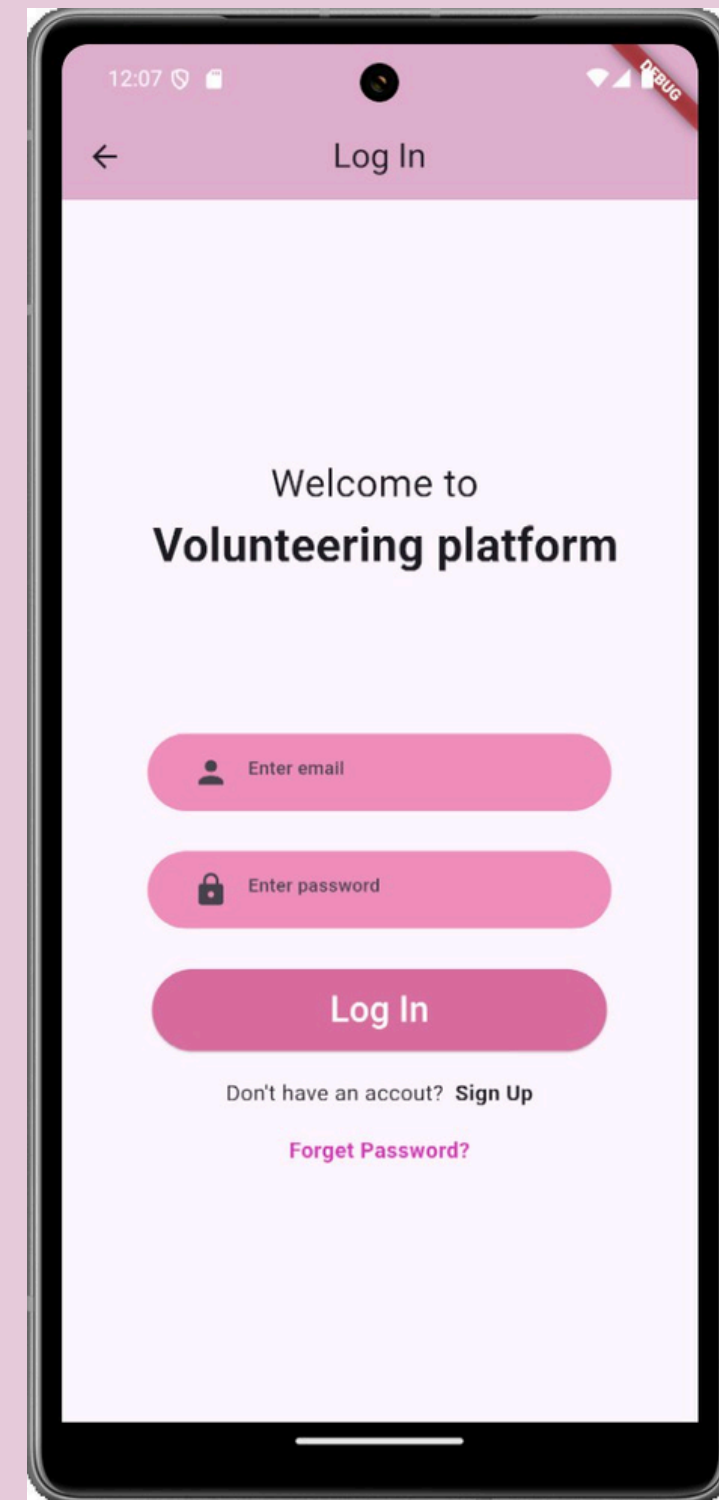 12:07
DEBUG
Log In
Welcome to
Volunteering platform
Enter email
Enter password
Log In
Don't have an accout? Sign Up
Forget Password?